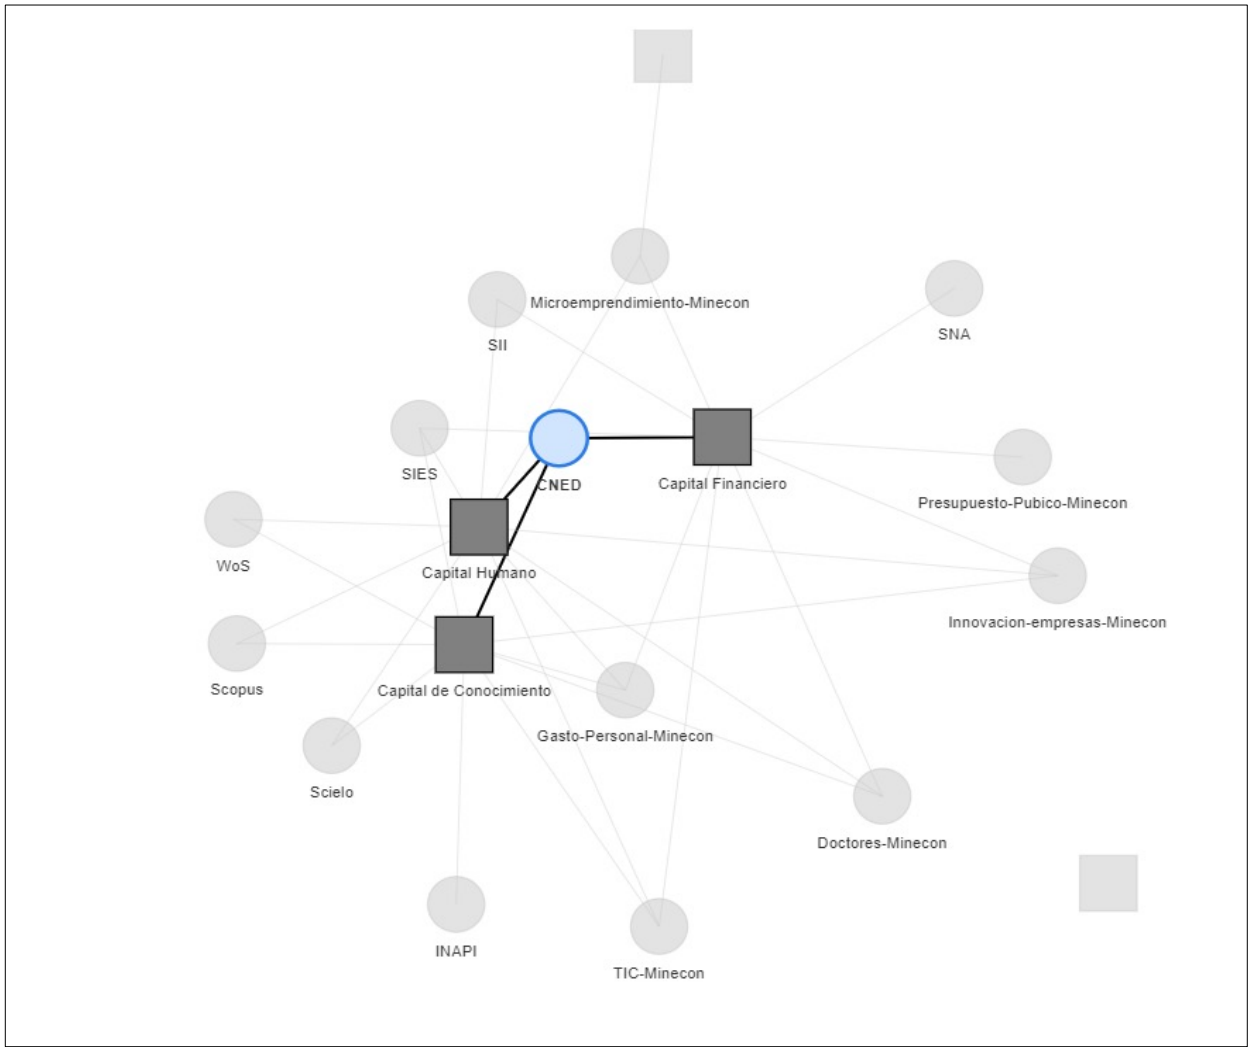 Microemprendimiento-Minecon
SNA
SII
SIES
CNED
Capital Financiero
Presupuesto-Pubico-Minecon
WoS
Capital Humano
Innovacion-empresas-Minecon
Scopus
Capital de Conocimiento
Gasto-Personal-Minecon
Scielo
Doctores-Minecon
INAPI
TIC-Minecon